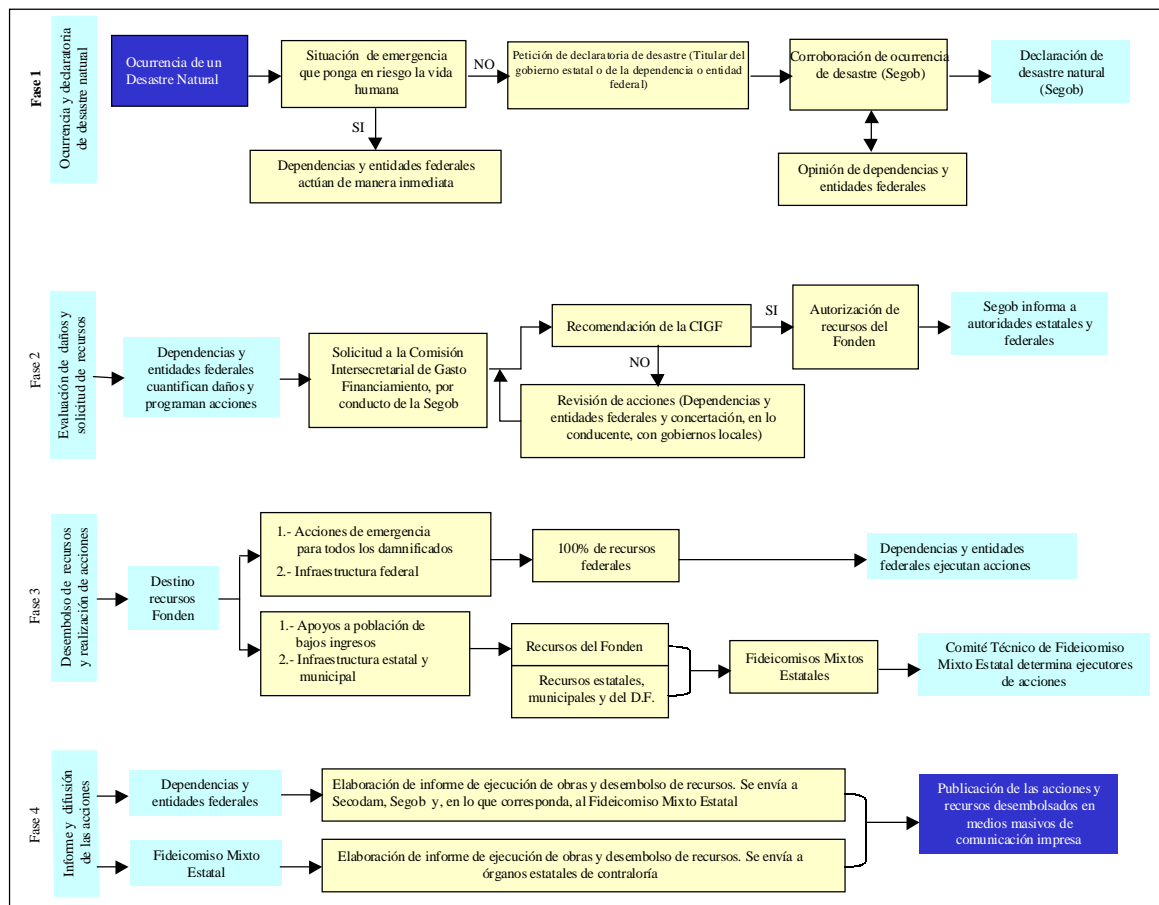 Fase 1
Ocurrencia y declaratoria
de desastre natural
Ocurrencia de un
Desastre Natural
Situación de emergencia
que ponga en riesgo la vida
humana
NO
Petición de declaratoria de desastre (Titular del
gobierno estatal o de la dependencia o entidad
federal)
Corroboración de ocurrencia
de desastre (Segob)
Declaración de
desastre natural
(Segob)
SI
Dependencias y entidades federales
actúan de manera inmediata
Opinión de dependencias y
entidades federales
Fase 2
Evaluación de daños y
solicitud de recursos
Dependencias y
entidades federales
cuantifican daños y
programan acciones
Solicitud a la Comisión
Intersecretarial de Gasto
Financiamiento, por
conducto de la Segob
Recomendación de la CIGF
SI
Autorización de
recursos del
Fonden
Segob informa a
autoridades estatales y
federales
NO
Revisión de acciones (Dependencias y
entidades federales y concertación, en lo
conducente, con gobiernos locales)
Fase 3
Desembolso de recursos
y realización de acciones
Destino
recursos
Fonden
1.- Acciones de emergencia
para todos los damnificados
2.- Infraestructura federal
100% de recursos
federales
Dependencias y entidades
federales ejecutan acciones
1.- Apoyos a población de
bajos ingresos
2.- Infraestructura estatal y
municipal
Recursos del Fonden
Recursos estatales,
municipales y del D.F.
Fideicomisos Mixtos
Estatales
Comité Técnico de Fideicomiso
Mixto Estatal determina ejecutores
de acciones
Fase 4
Informe y difusión
de las acciones
Dependencias y
entidades federales
Elaboración de informe de ejecución de obras y desembolso de recursos. Se envía
a Secodam, Segob y, en lo que corresponda, al Fideicomiso Mixto Estatal
Publicación de las acciones y
recursos desembolsados en
medios masivos de
comunicación impresa
Fideicomiso Mixto
Estatal
Elaboración de informe de ejecución de obras y desembolso de recursos. Se envía a
órganos estatales de contraloría